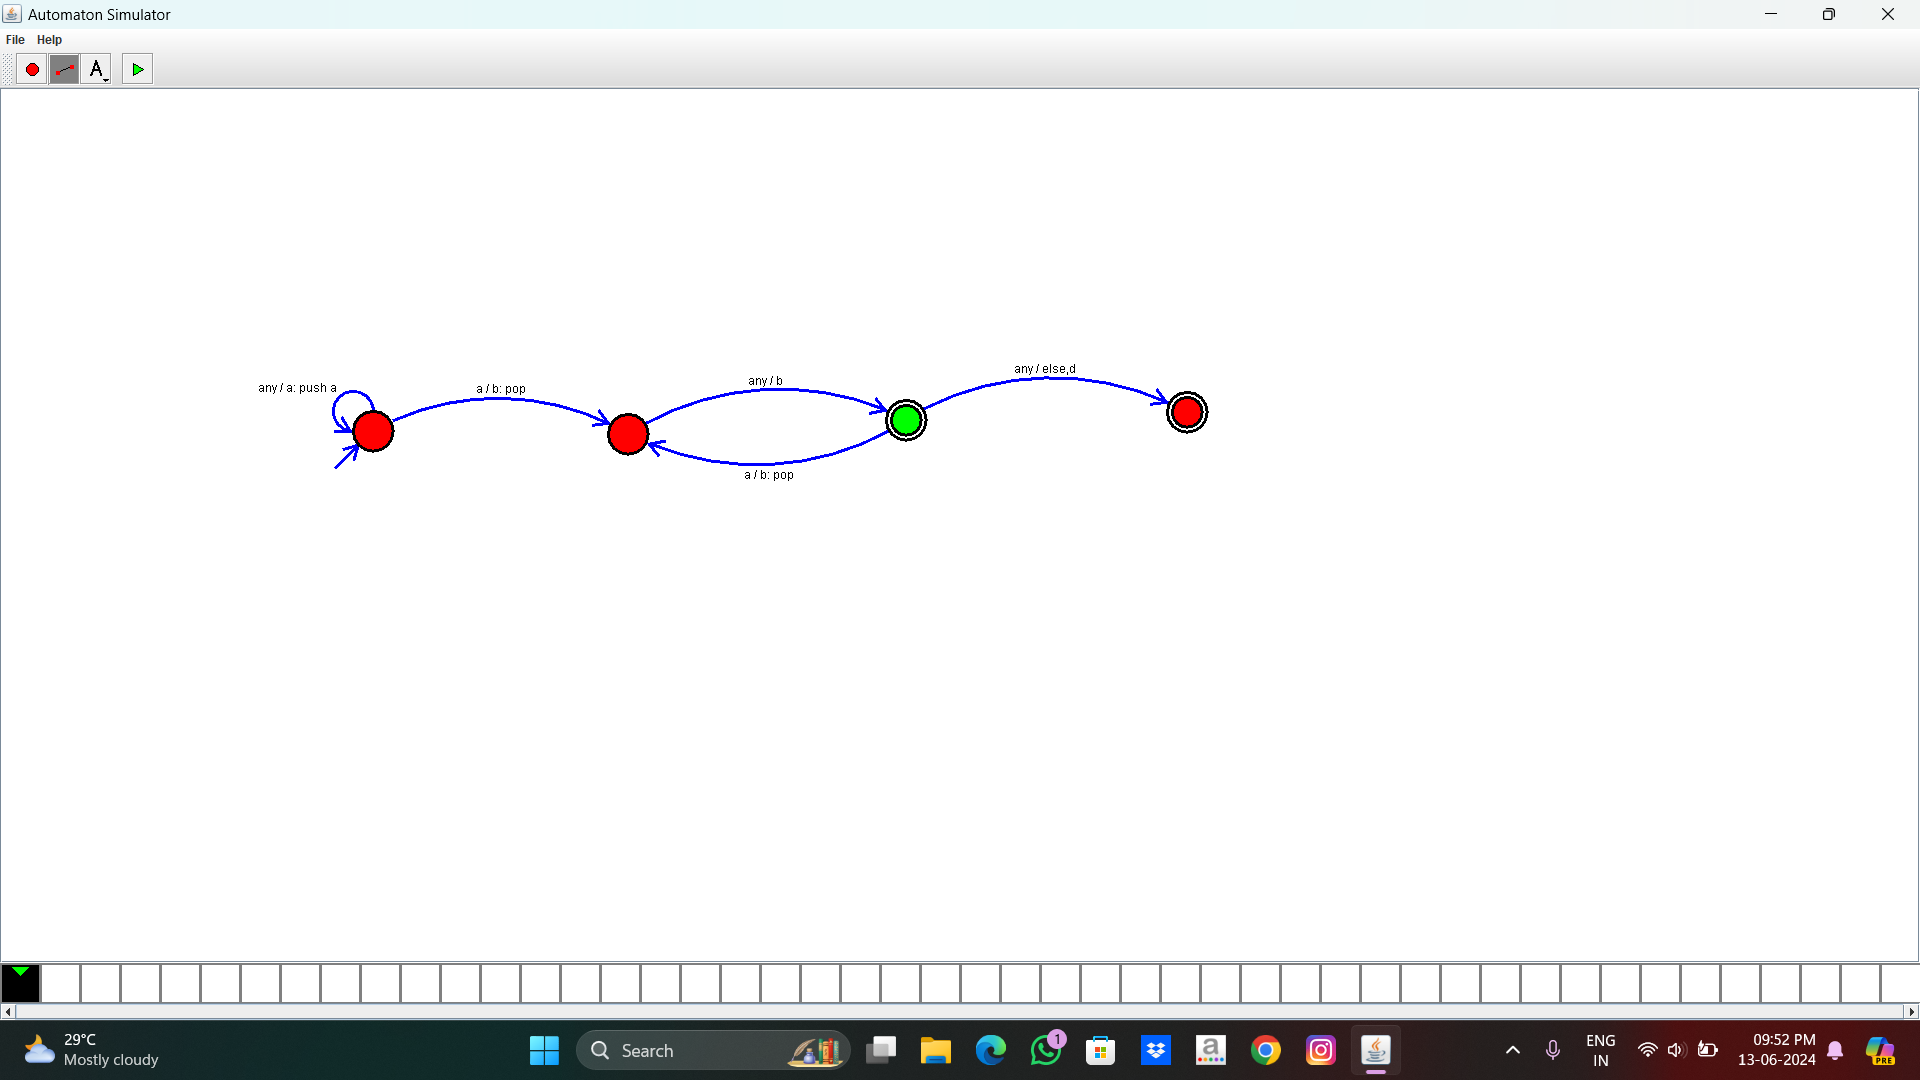 Automaton Simulator
File Help
A
any / else,d
any / b
any / a: push a
a / b: pop
a / b: pop
29°C
Mostly cloudy
Search
1
a
ENG
IN
09:52 PM
13-06-2024
PRE